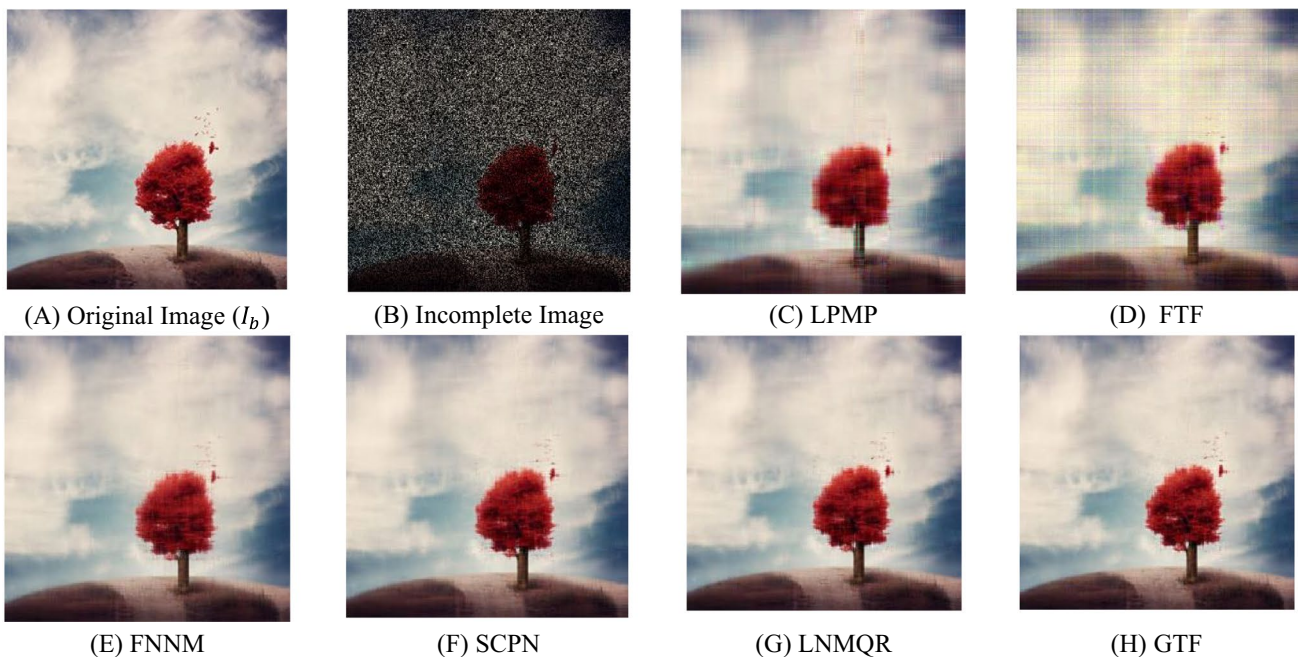 (A) Original Image (I_b)
(B) Incomplete Image
(C) LPMP
(D) FTF
(E) FNNM
(F) SCPN
(G) LNMQR
(H) GTF